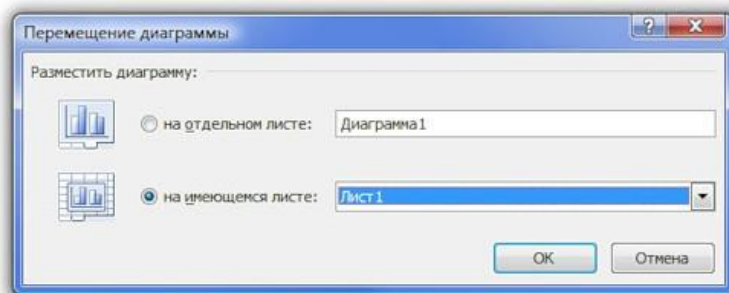 Перемещение диаграммы
Разместить диаграмму:
на отдельном листе: Диаграмма1
на имеющемся листе: Лист1
ОК Отмена